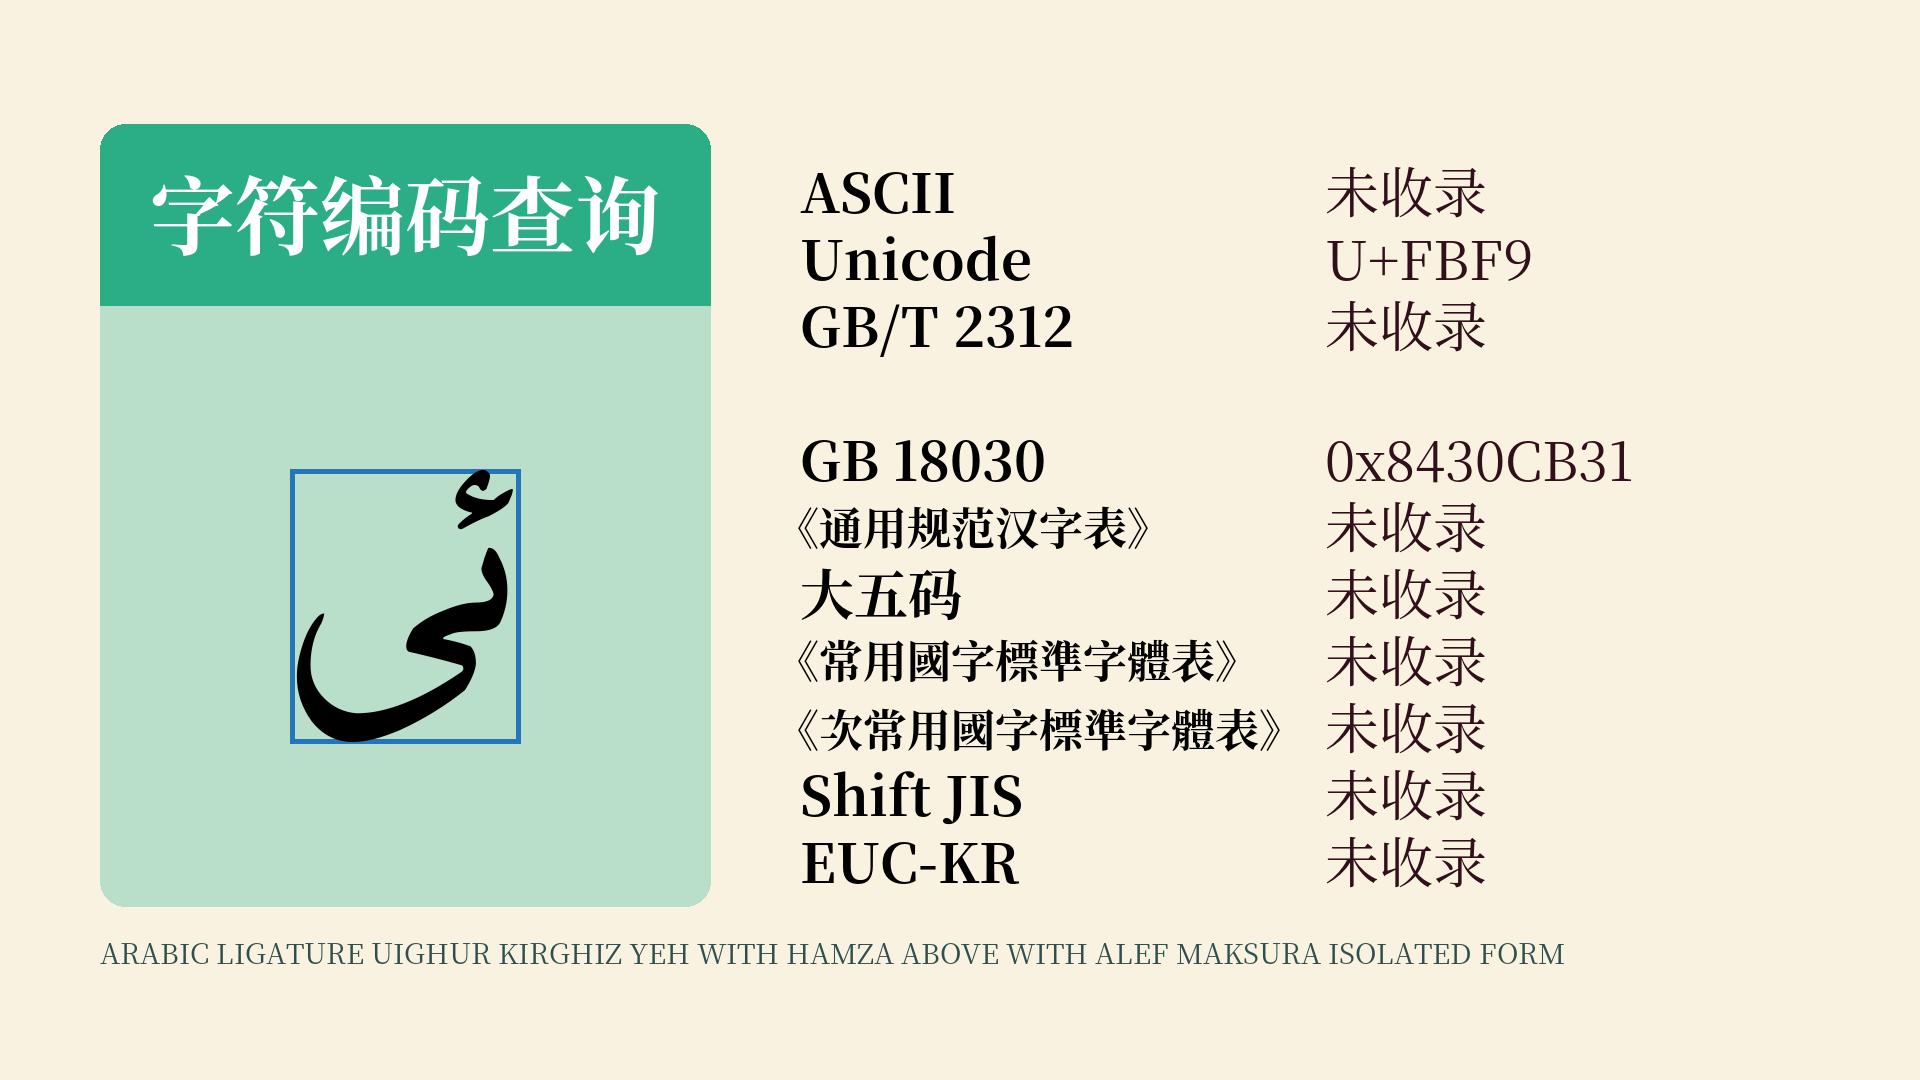 字符编码查询
ﯹ
ASCII 未收录
Unicode U+FBF9
GB/T 2312 未收录
GB 18030 0x8430CB31
《通用规范汉字表》 未收录
大五码 未收录
《常用國字標準字體表》 未收录
《次常用國字標準字體表》 未收录
Shift JIS 未收录
EUC-KR 未收录
ARABIC LIGATURE UIGHUR KIRGHIZ YEH WITH HAMZA ABOVE WITH ALEF MAKSURA ISOLATED FORM